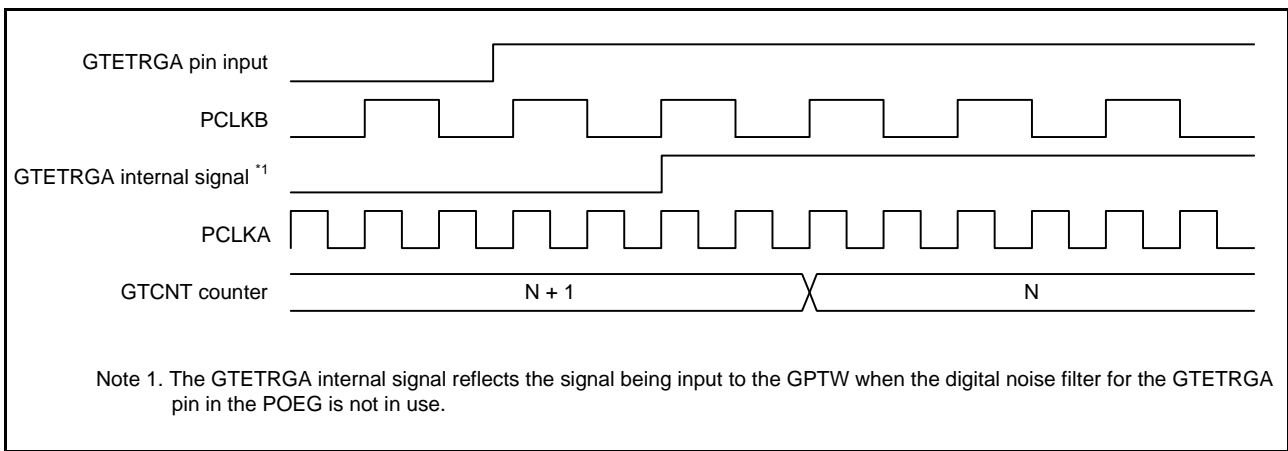 GTETRGA pin input
PCLKB
GTETRGA internal signal *1
PCLKA
GTCNT counter
N + 1
N
Note 1. The GTETRGA internal signal reflects the signal being input to the GPTW when the digital noise filter for the GTETRGA
pin in the POEG is not in use.